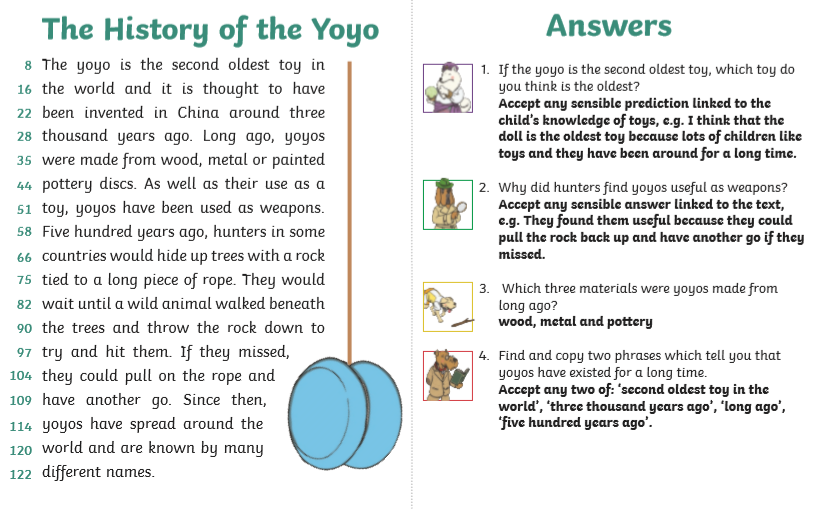 The History of the Yoyo
8 The yoyo is the second oldest toy in
16 the world and it is thought to have
22 been invented in China around three
28 thousand years ago. Long ago, yoyos
35 were made from wood, metal or painted
44 pottery discs. As well as their use as a
51 toy, yoyos have been used as weapons.
58 Five hundred years ago, hunters in some
66 countries would hide up trees with a rock
75 tied to a long piece of rope. They would
82 wait until a wild animal walked beneath
90 the trees and throw the rock down to
97 try and hit them. If they missed,
104 they could pull on the rope and
109 have another go. Since then,
114 yoyos have spread around the
120 world and are known by many
122 different names.
Answers
1. If the yoyo is the second oldest toy, which toy do
you think is the oldest?
Accept any sensible prediction linked to the
child's knowledge of toys, e.g. I think that the
doll is the oldest toy because lots of children like
toys and they have been around for a long time.
2. Why did hunters find yoyos useful as weapons?
Accept any sensible answer linked to the text,
e.g. They found them useful because they could
pull the rock back up and have another go if they
missed.
3. Which three materials were yoyos made from
long ago?
wood, metal and pottery
4. Find and copy two phrases which tell you that
yoyos have existed for a long time.
Accept any two of: ‘second oldest toy in the
world’, ‘three thousand years ago’, ‘long ago’,
‘five hundred years ago’.